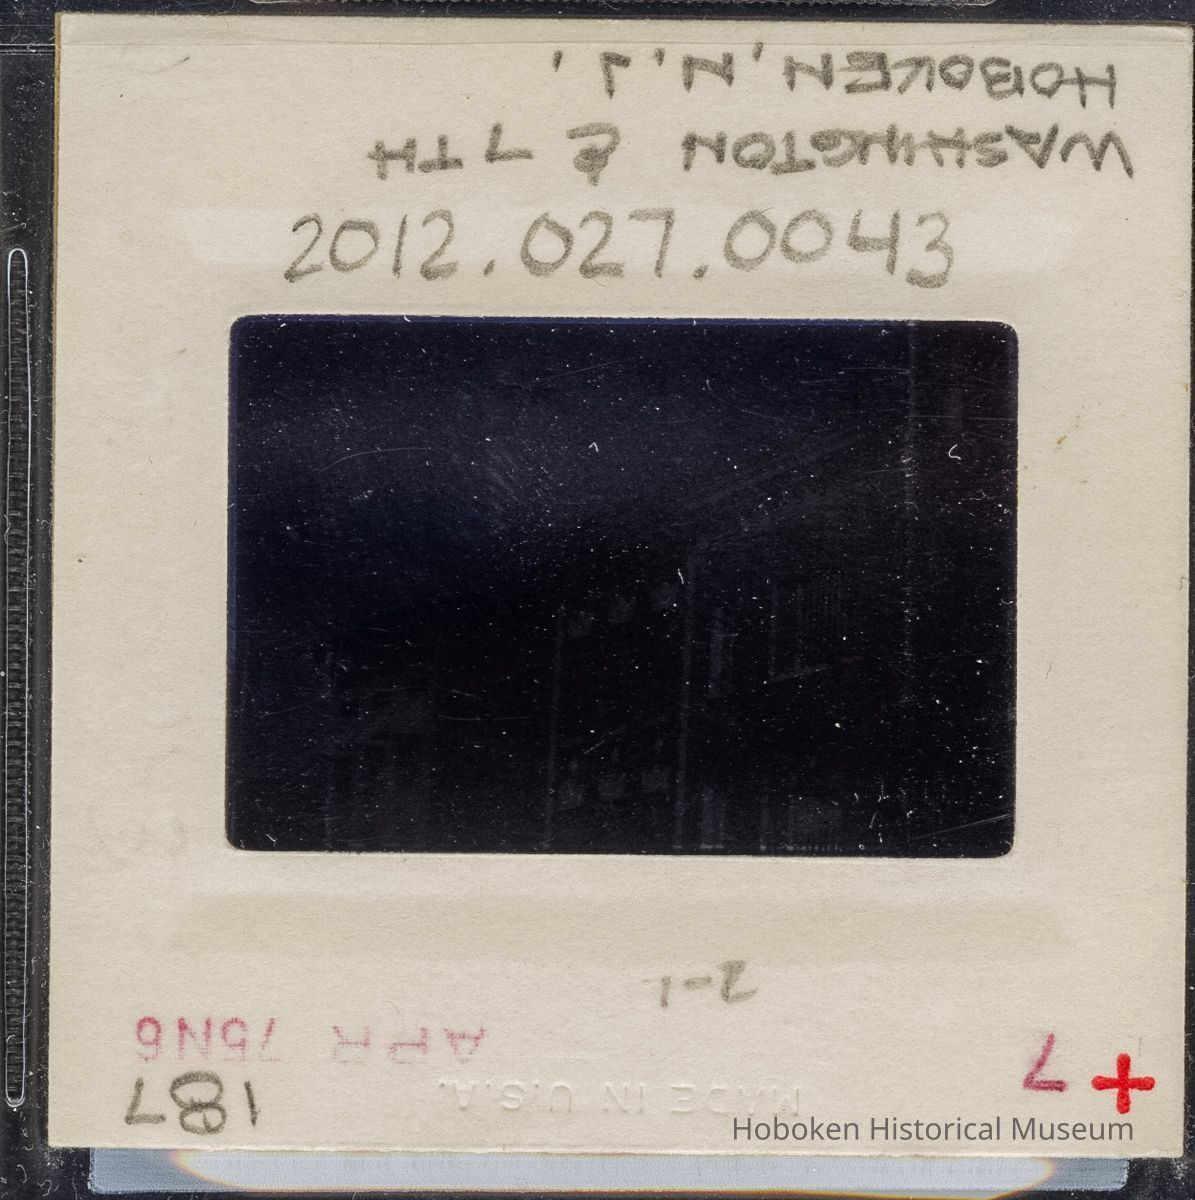 WASHINGTON & 7TH
HOBOKEN, N.J.
2012.027.0043
2-1
APR 75N6
MADE IN U.S.A.
187
7
+
Hoboken Historical Museum